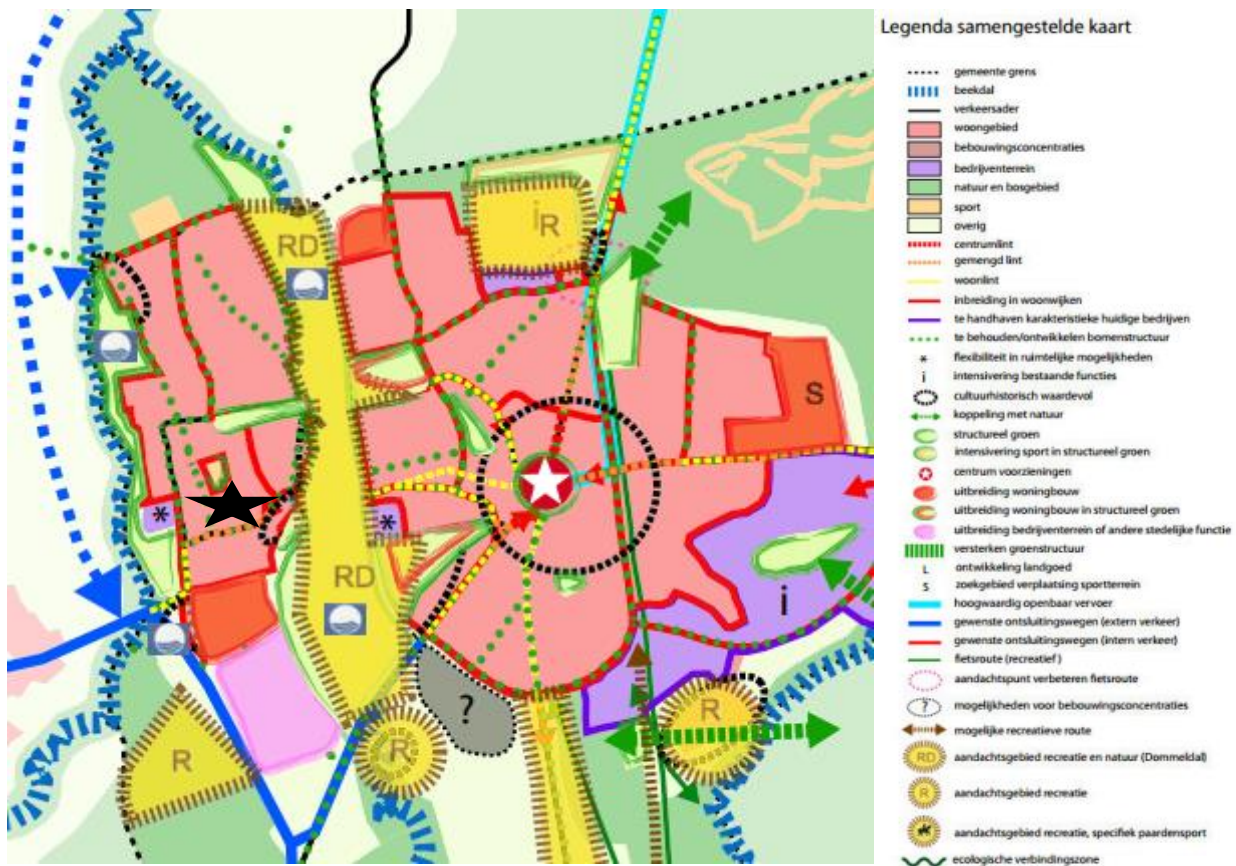 Legenda samengestelde kaart
gemeente grens
beekdal
verkeersader
woongebied
bebouwingsconcentraties
bedrijventerrein
natuur en bosgebied
sport
overig
centrumlint
gemengd lint
woonlint
inbreiding in woonwijken
te handhaven karakteristieke huidige bedrijven
te behouden/ontwikkelen bomenstructuur
* flexibiliteit in ruimtelijke mogelijkheden
i intensivering bestaande functies
cultuurhistorisch waardevol
koppeling met natuur
structureel groen
intensivering sport in structureel groen
centrum voorzieningen
uitbreiding woningbouw
uitbreiding woningbouw in structureel groen
uitbreiding bedrijventerrein of andere stedelijke functie
versterken groenstructuur
L ontwikkeling landgoed
S zoekgebied verplaatsing sportterrein
hoogwaardig openbaar vervoer
gewenste ontsluitingswegen (extern verkeer)
gewenste ontsluitingswegen (intern verkeer)
fietsroute (recreatief )
aandachtspunt verbeteren fietsroute
? mogelijkheden voor bebouwingsconcentraties
mogelijke recreatieve route
RD aandachtsgebied recreatie en natuur (Dommeldal)
R aandachtsgebied recreatie
aandachtsgebied recreatie, specifiek paardensport
ecologische verbindingszone
RD
i R
S
*
*
RD
i
?
R
R
R